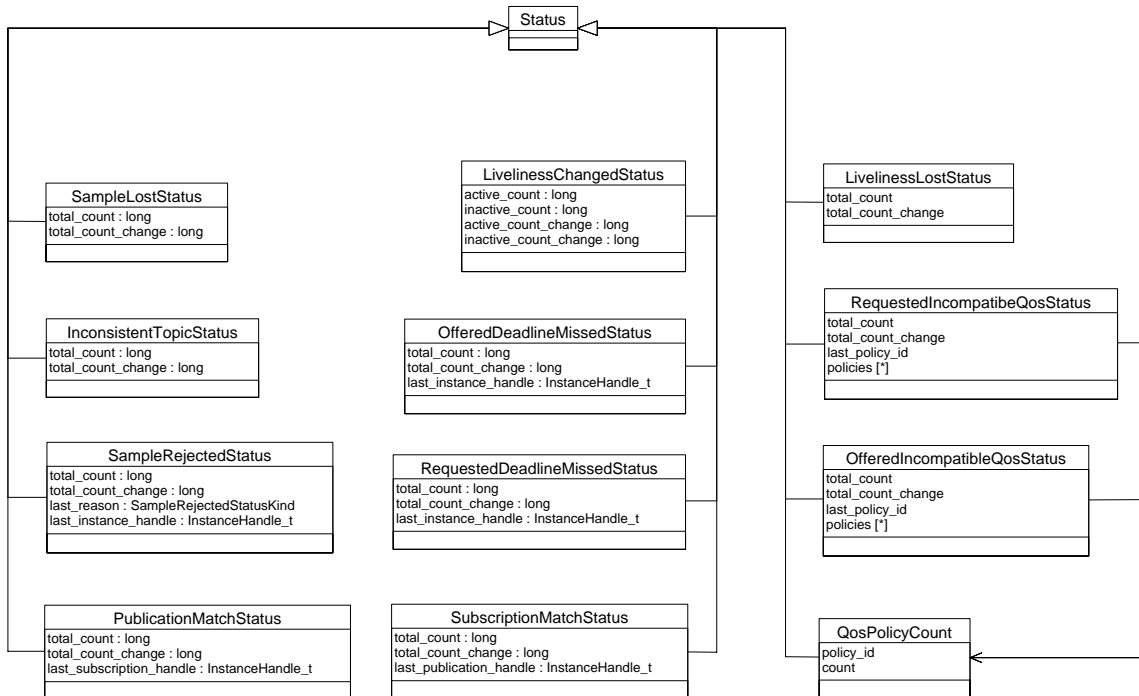 Status
SampleLostStatus
total_count : long
total_count_change : long
LivelinessChangedStatus
active_count : long
inactive_count : long
active_count_change : long
inactive_count_change : long
LivelinessLostStatus
total_count
total_count_change
InconsistentTopicStatus
total_count : long
total_count_change : long
OfferedDeadlineMissedStatus
total_count : long
total_count_change : long
last_instance_handle : InstanceHandle_t
RequestedIncompatibeQosStatus
total_count
total_count_change
last_policy_id
policies [*]
SampleRejectedStatus
total_count : long
total_count_change : long
last_reason : SampleRejectedStatusKind
last_instance_handle : InstanceHandle_t
RequestedDeadlineMissedStatus
total_count : long
total_count_change : long
last_instance_handle : InstanceHandle_t
OfferedIncompatibleQosStatus
total_count
total_count_change
last_policy_id
policies [*]
PublicationMatchStatus
total_count : long
total_count_change : long
last_subscription_handle : InstanceHandle_t
SubscriptionMatchStatus
total_count : long
total_count_change : long
last_publication_handle : InstanceHandle_t
QosPolicyCount
policy_id
count